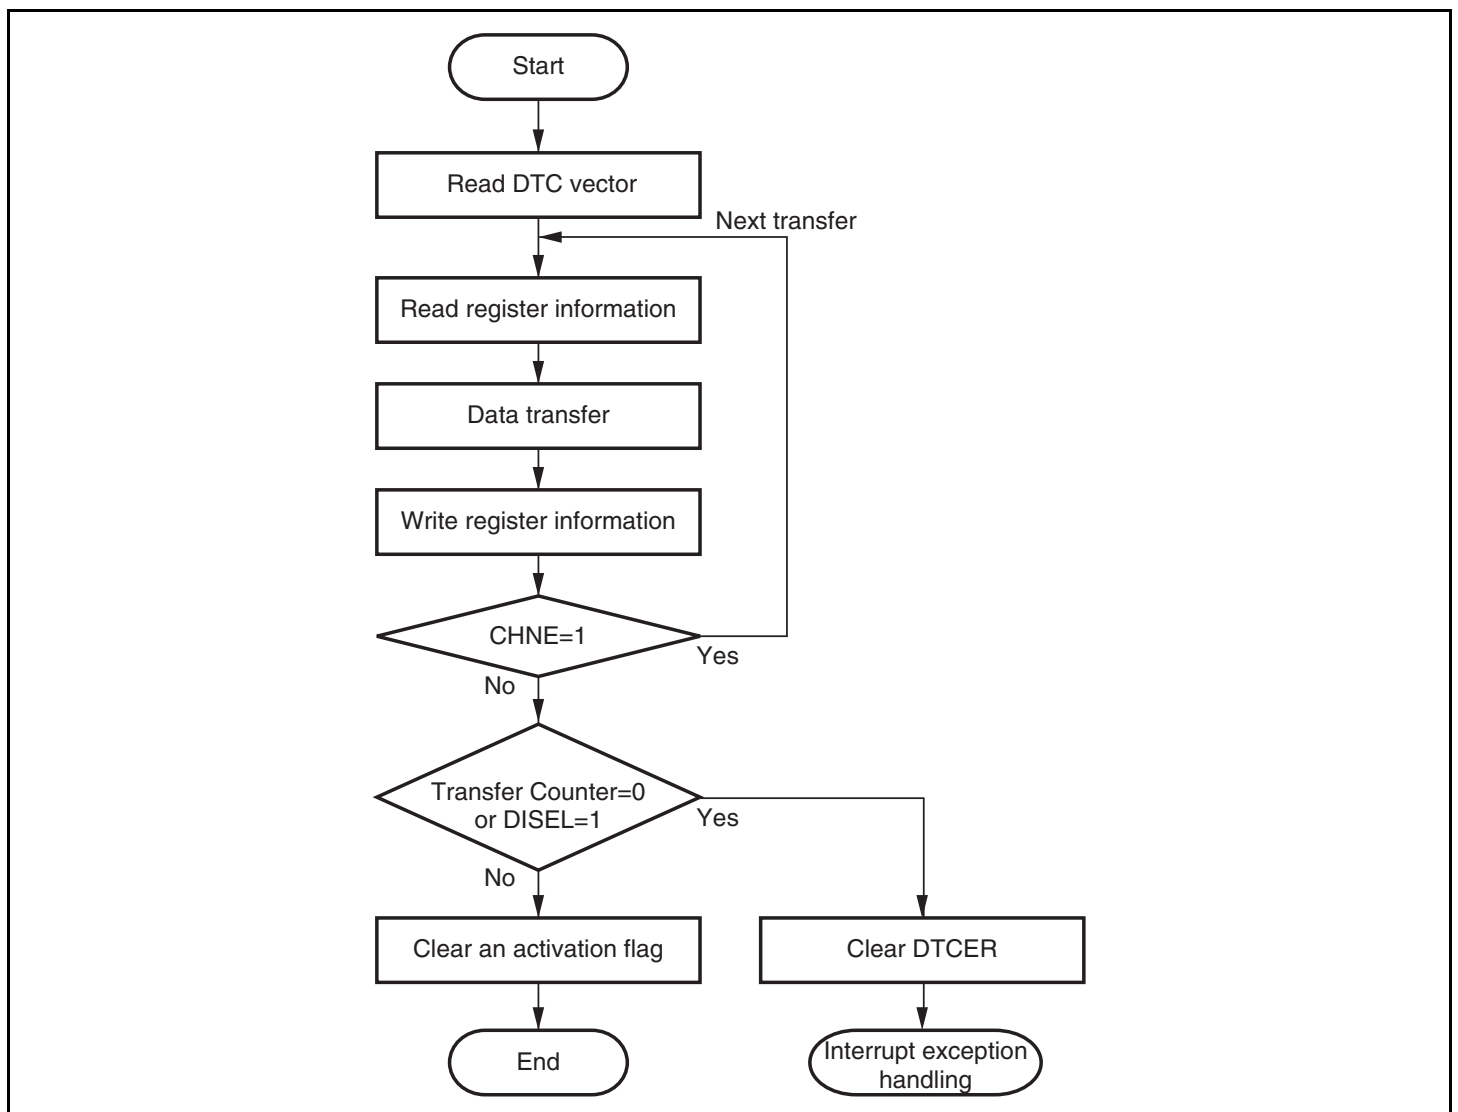 Start
Read DTC vector
Next transfer
Read register information
Data transfer
Write register information
CHNE=1
Yes
No
Transfer Counter=0
or DISEL=1
Yes
No
Clear an activation flag
Clear DTCER
End
Interrupt exception
handling